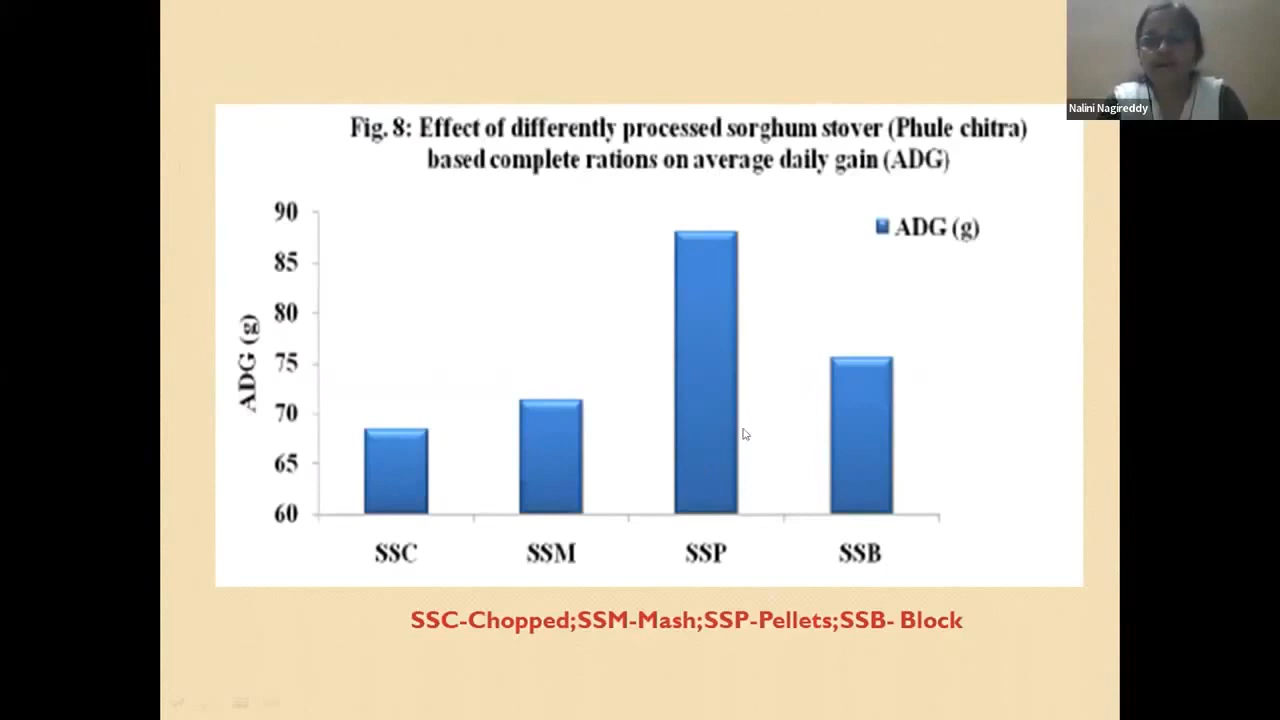 Nalini Nagireddy
Fig. 8: Effect of differently processed sorghum stover (Phule chitra)
based complete rations on average daily gain (ADG)
ADG (g)
90
85
80
75
70
65
60
ADG (g)
SSC SSM SSP SSB
SSC-Chopped;SSM-Mash;SSP-Pellets;SSB- Block